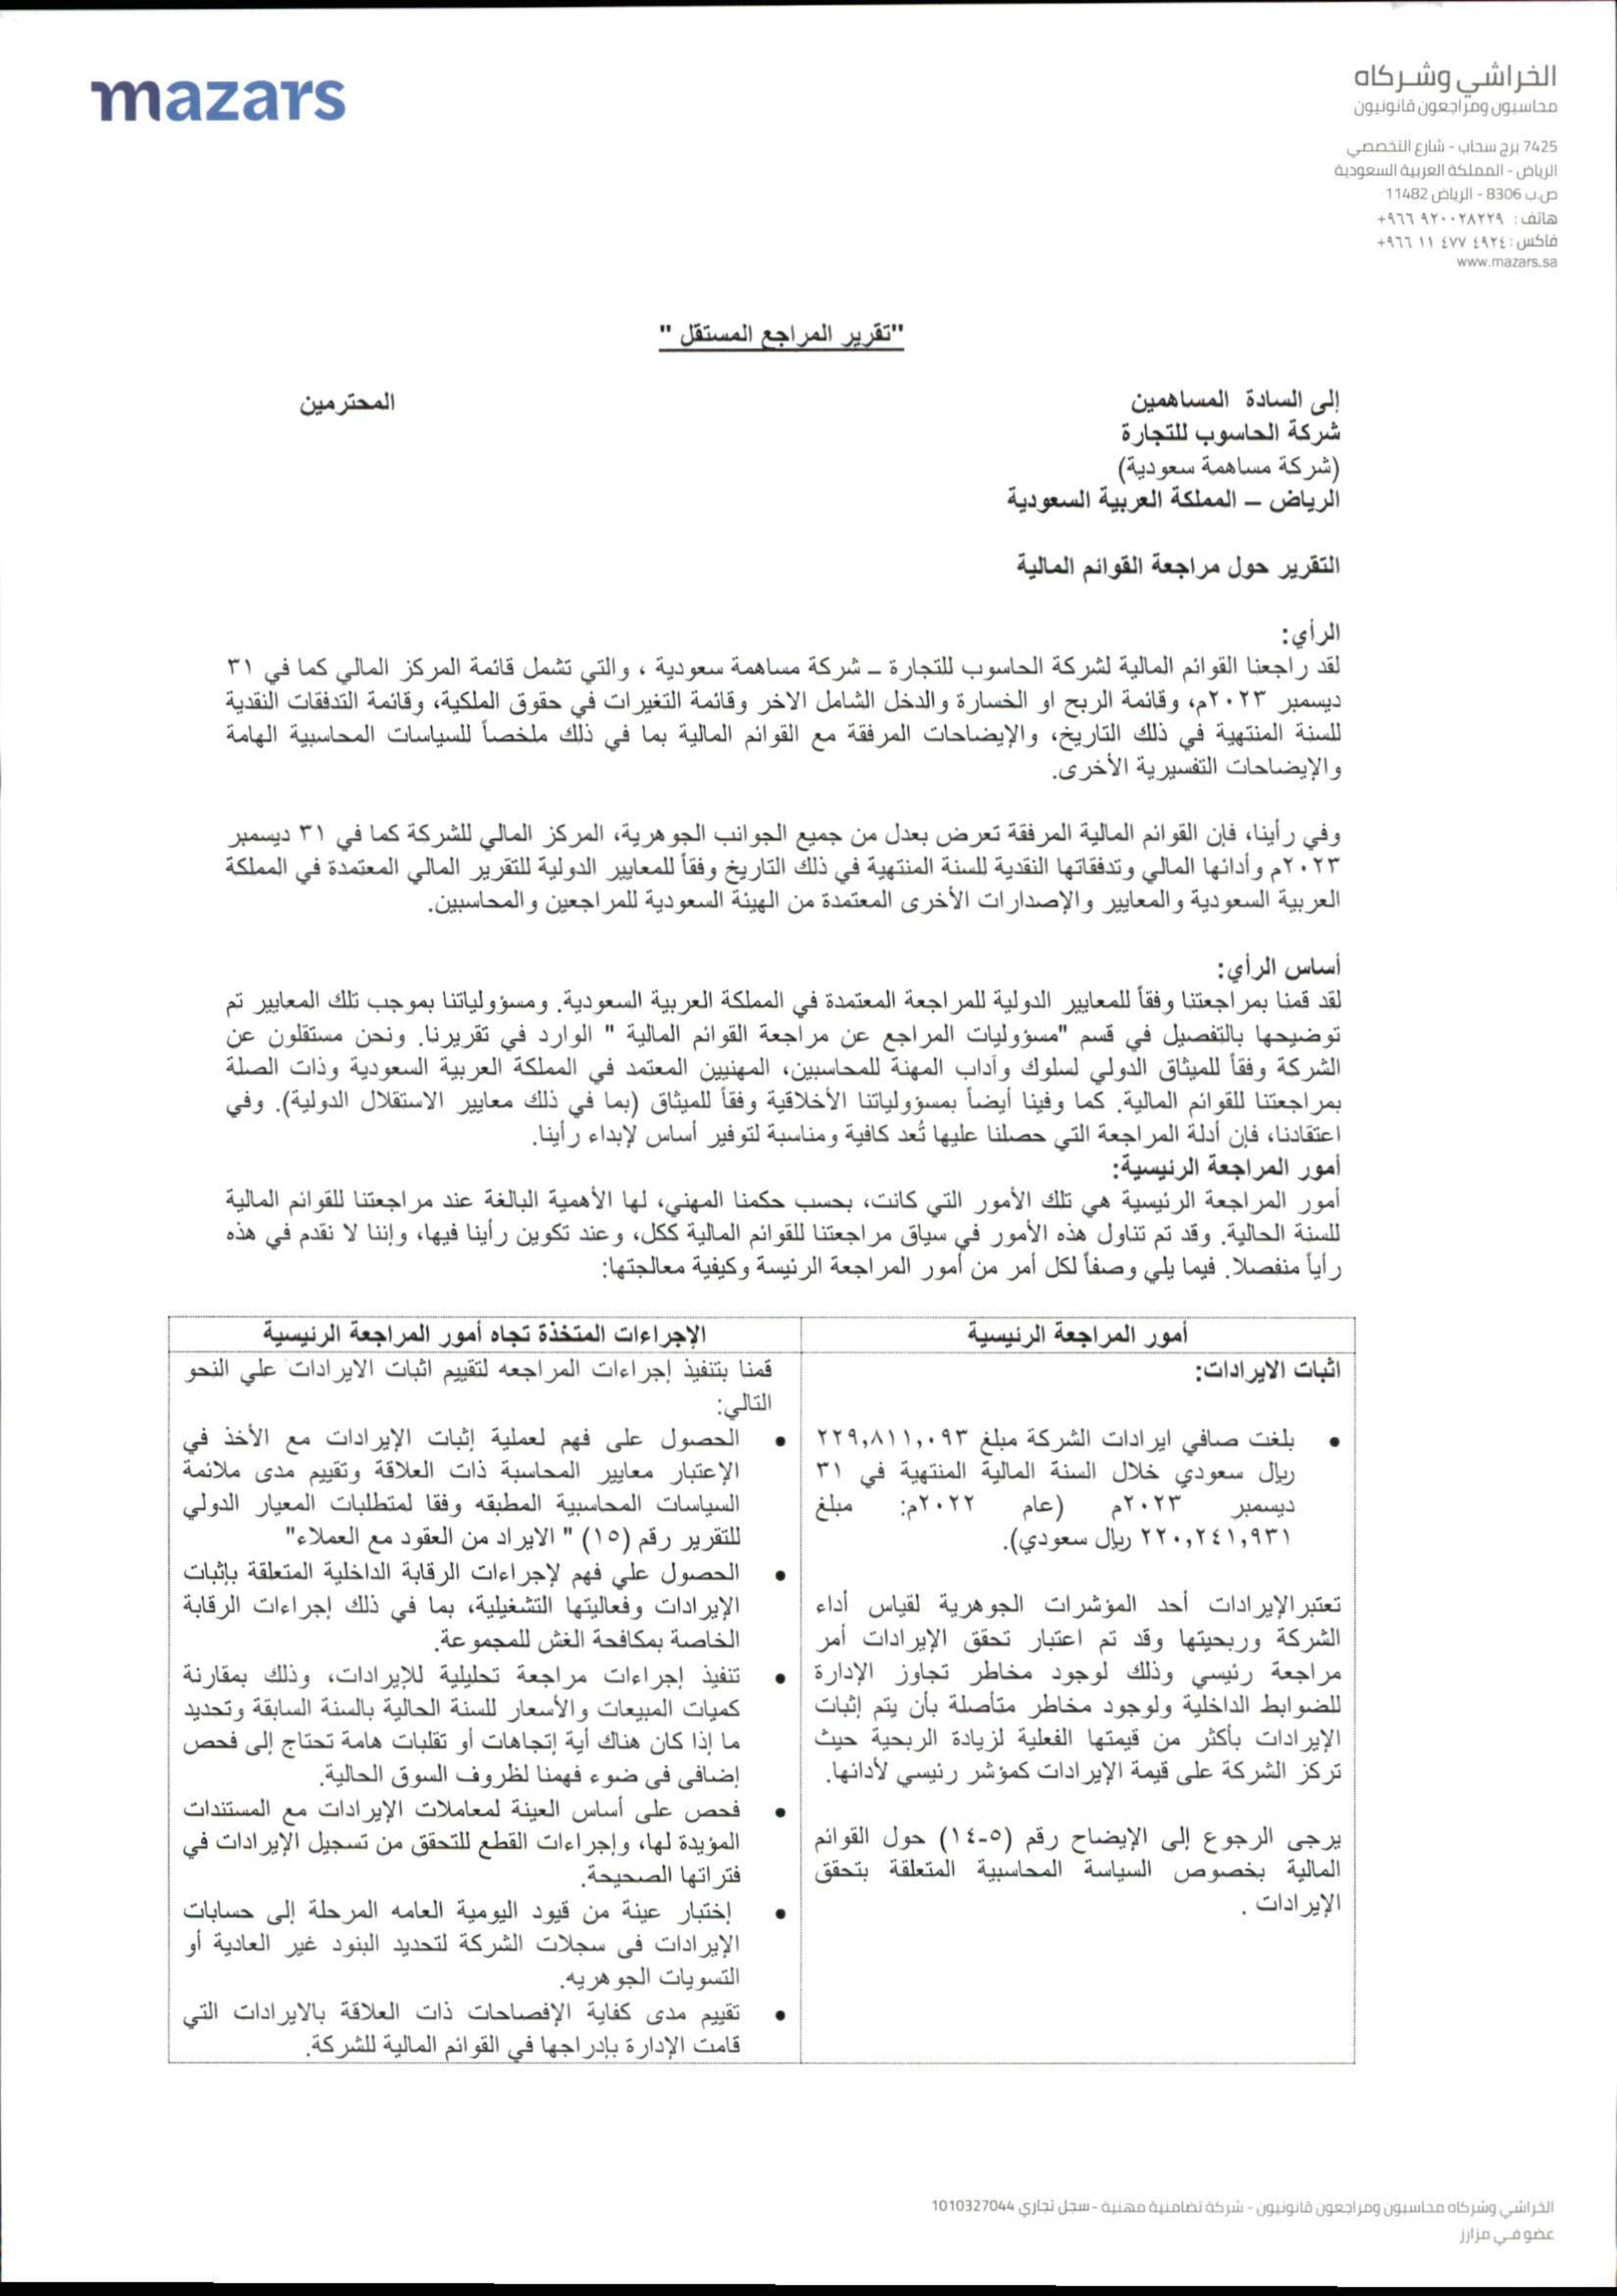 mazars
الخراشي وشركاه
محاسبون ومراجعون قانونيون
7425 برج سحاب - شارع التخصصي
الرياض - المملكة العربية السعودية
ص.ب 8306 - الرياض 11482
هاتف : ٩٢٠٠٢٨٢٢٩ ٩٦٦+
فاكس : ٤٩٢٤ ٤٧٧ ١١ ٩٦٦+
www.mazars.sa
"تقرير المراجع المستقل "
إلى السادة المساهمين المحترمين
شركة الحاسوب للتجارة
(شركة مساهمة سعودية)
الرياض – المملكة العربية السعودية
التقرير حول مراجعة القوائم المالية
الرأي:
لقد راجعنا القوائم المالية لشركة الحاسوب للتجارة – شركة مساهمة سعودية ، والتي تشمل قائمة المركز المالي كما في ٣١
ديسمبر ٢٠٢٣م، وقائمة الربح او الخسارة والدخل الشامل الاخر وقائمة التغيرات في حقوق الملكية، وقائمة التدفقات النقدية
للسنة المنتهية في ذلك التاريخ، والإيضاحات المرفقة مع القوائم المالية بما في ذلك ملخصاً للسياسات المحاسبية الهامة
والإيضاحات التفسيرية الأخرى.
وفي رأينا، فإن القوائم المالية المرفقة تعرض بعدل من جميع الجوانب الجوهرية، المركز المالي للشركة كما في ٣١ ديسمبر
٢٠٢٣م وأدائها المالي وتدفقاتها النقدية للسنة المنتهية في ذلك التاريخ وفقاً للمعايير الدولية للتقرير المالي المعتمدة في المملكة
العربية السعودية والمعايير والإصدارات الأخرى المعتمدة من الهيئة السعودية للمراجعين والمحاسبين.
أساس الرأي:
لقد قمنا بمراجعتنا وفقاً للمعايير الدولية للمراجعة المعتمدة في المملكة العربية السعودية. ومسؤولياتنا بموجب تلك المعايير تم
توضيحها بالتفصيل في قسم "مسؤوليات المراجع عن مراجعة القوائم المالية " الوارد في تقريرنا. ونحن مستقلون عن
الشركة وفقاً للميثاق الدولي لسلوك وآداب المهنة للمحاسبين، المهنيين المعتمد في المملكة العربية السعودية وذات الصلة
بمراجعتنا للقوائم المالية. كما وفينا أيضاً بمسؤولياتنا الأخلاقية وفقاً للميثاق (بما في ذلك معايير الاستقلال الدولية). وفي
اعتقادنا، فإن أدلة المراجعة التي حصلنا عليها تُعد كافية ومناسبة لتوفير أساس لإبداء رأينا.
أمور المراجعة الرئيسية:
أمور المراجعة الرئيسية هي تلك الأمور التي كانت، بحسب حكمنا المهني، لها الأهمية البالغة عند مراجعتنا للقوائم المالية
للسنة الحالية. وقد تم تناول هذه الأمور في سياق مراجعتنا للقوائم المالية ككل، وعند تكوين رأينا فيها، وإننا لا نقدم في هذه
رأياً منفصلا. فيما يلي وصفاً لكل أمر من أمور المراجعة الرئيسة وكيفية معالجتها:
أمور المراجعة الرئيسية
اثبات الايرادات:
• بلغت صافي ايرادات الشركة مبلغ ٢٢٩,٨١١,٠٩٣
ريال سعودي خلال السنة المالية المنتهية في ٣١
ديسمبر ٢٠٢٣م (عام ٢٠٢٢م: مبلغ
٢٢٠,٢٤١,٩٣١ ريال سعودي).
تعتبرالإيرادات أحد المؤشرات الجوهرية لقياس أداء
الشركة وربحيتها وقد تم اعتبار تحقق الإيرادات أمر
مراجعة رئيسي وذلك لوجود مخاطر تجاوز الإدارة
للضوابط الداخلية ولوجود مخاطر متأصلة بأن يتم إثبات
الإيرادات بأكثر من قيمتها الفعلية لزيادة الربحية حيث
تركز الشركة على قيمة الإيرادات كمؤشر رئيسي لأدائها.
يرجى الرجوع إلى الإيضاح رقم (٥-١٤) حول القوائم
المالية بخصوص السياسة المحاسبية المتعلقة بتحقق
الإيرادات .
الإجراءات المتخذة تجاه أمور المراجعة الرئيسية
قمنا بتنفيذ إجراءات المراجعه لتقييم اثبات الايرادات علي النحو
التالي:
• الحصول على فهم لعملية إثبات الإيرادات مع الأخذ في
الإعتبار معايير المحاسبة ذات العلاقة وتقييم مدى ملائمة
السياسات المحاسبية المطبقه وفقا لمتطلبات المعيار الدولي
للتقرير رقم (١٥) " الايراد من العقود مع العملاء"
• الحصول علي فهم لإجراءات الرقابة الداخلية المتعلقة بإثبات
الإيرادات وفعاليتها التشغيلية، بما في ذلك إجراءات الرقابة
الخاصة بمكافحة الغش للمجموعة.
• تنفيذ إجراءات مراجعة تحليلية للإيرادات، وذلك بمقارنة
كميات المبيعات والأسعار للسنة الحالية بالسنة السابقة وتحديد
ما إذا كان هناك أية إتجاهات أو تقلبات هامة تحتاج إلى فحص
إضافى فى ضوء فهمنا لظروف السوق الحالية.
• فحص على أساس العينة لمعاملات الإيرادات مع المستندات
المؤيدة لها، وإجراءات القطع للتحقق من تسجيل الإيرادات في
فتراتها الصحيحة.
• إختبار عينة من قيود اليومية العامه المرحلة إلى حسابات
الإيرادات فى سجلات الشركة لتحديد البنود غير العادية أو
التسويات الجوهريه.
• تقييم مدى كفاية الإفصاحات ذات العلاقة بالايرادات التي
قامت الإدارة بإدراجها في القوائم المالية للشركة.
الخراشي وشركاه محاسبون ومراجعون قانونيون - شركة تضامنية مهنية - سجل تجاري 1010327044
عضو في مزارز